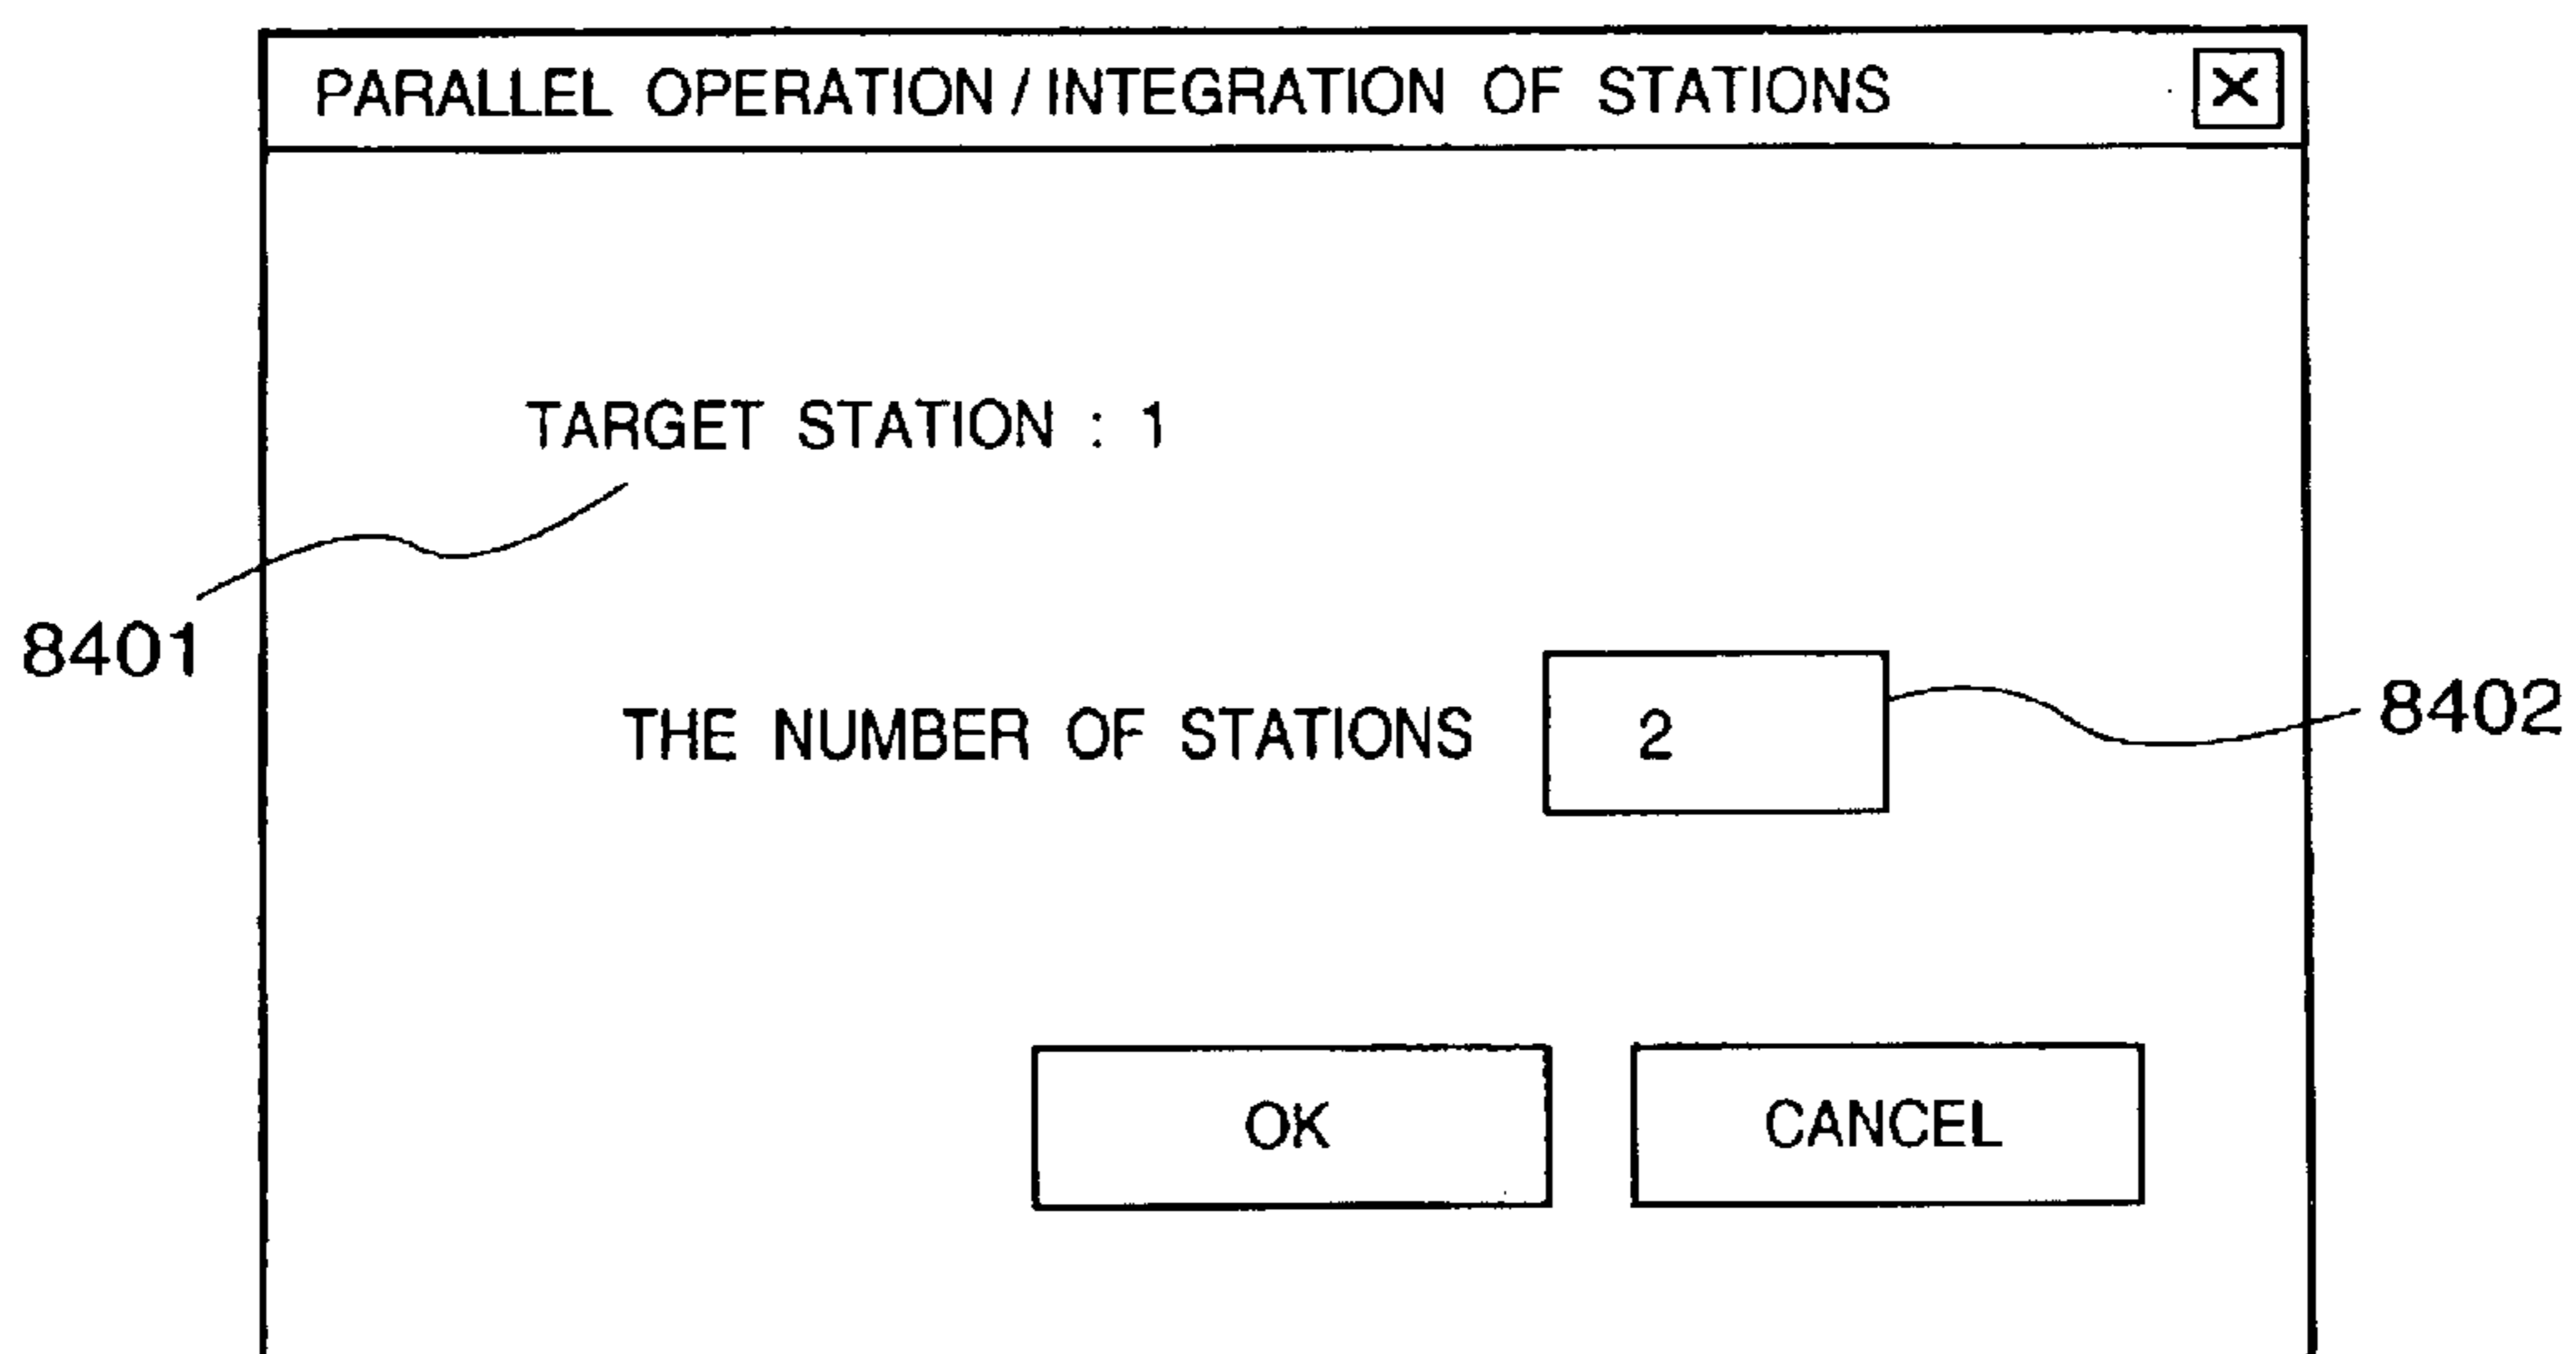 PARALLEL OPERATION / INTEGRATION OF STATIONS X
TARGET STATION : 1
8401
THE NUMBER OF STATIONS 2
8402
OK CANCEL